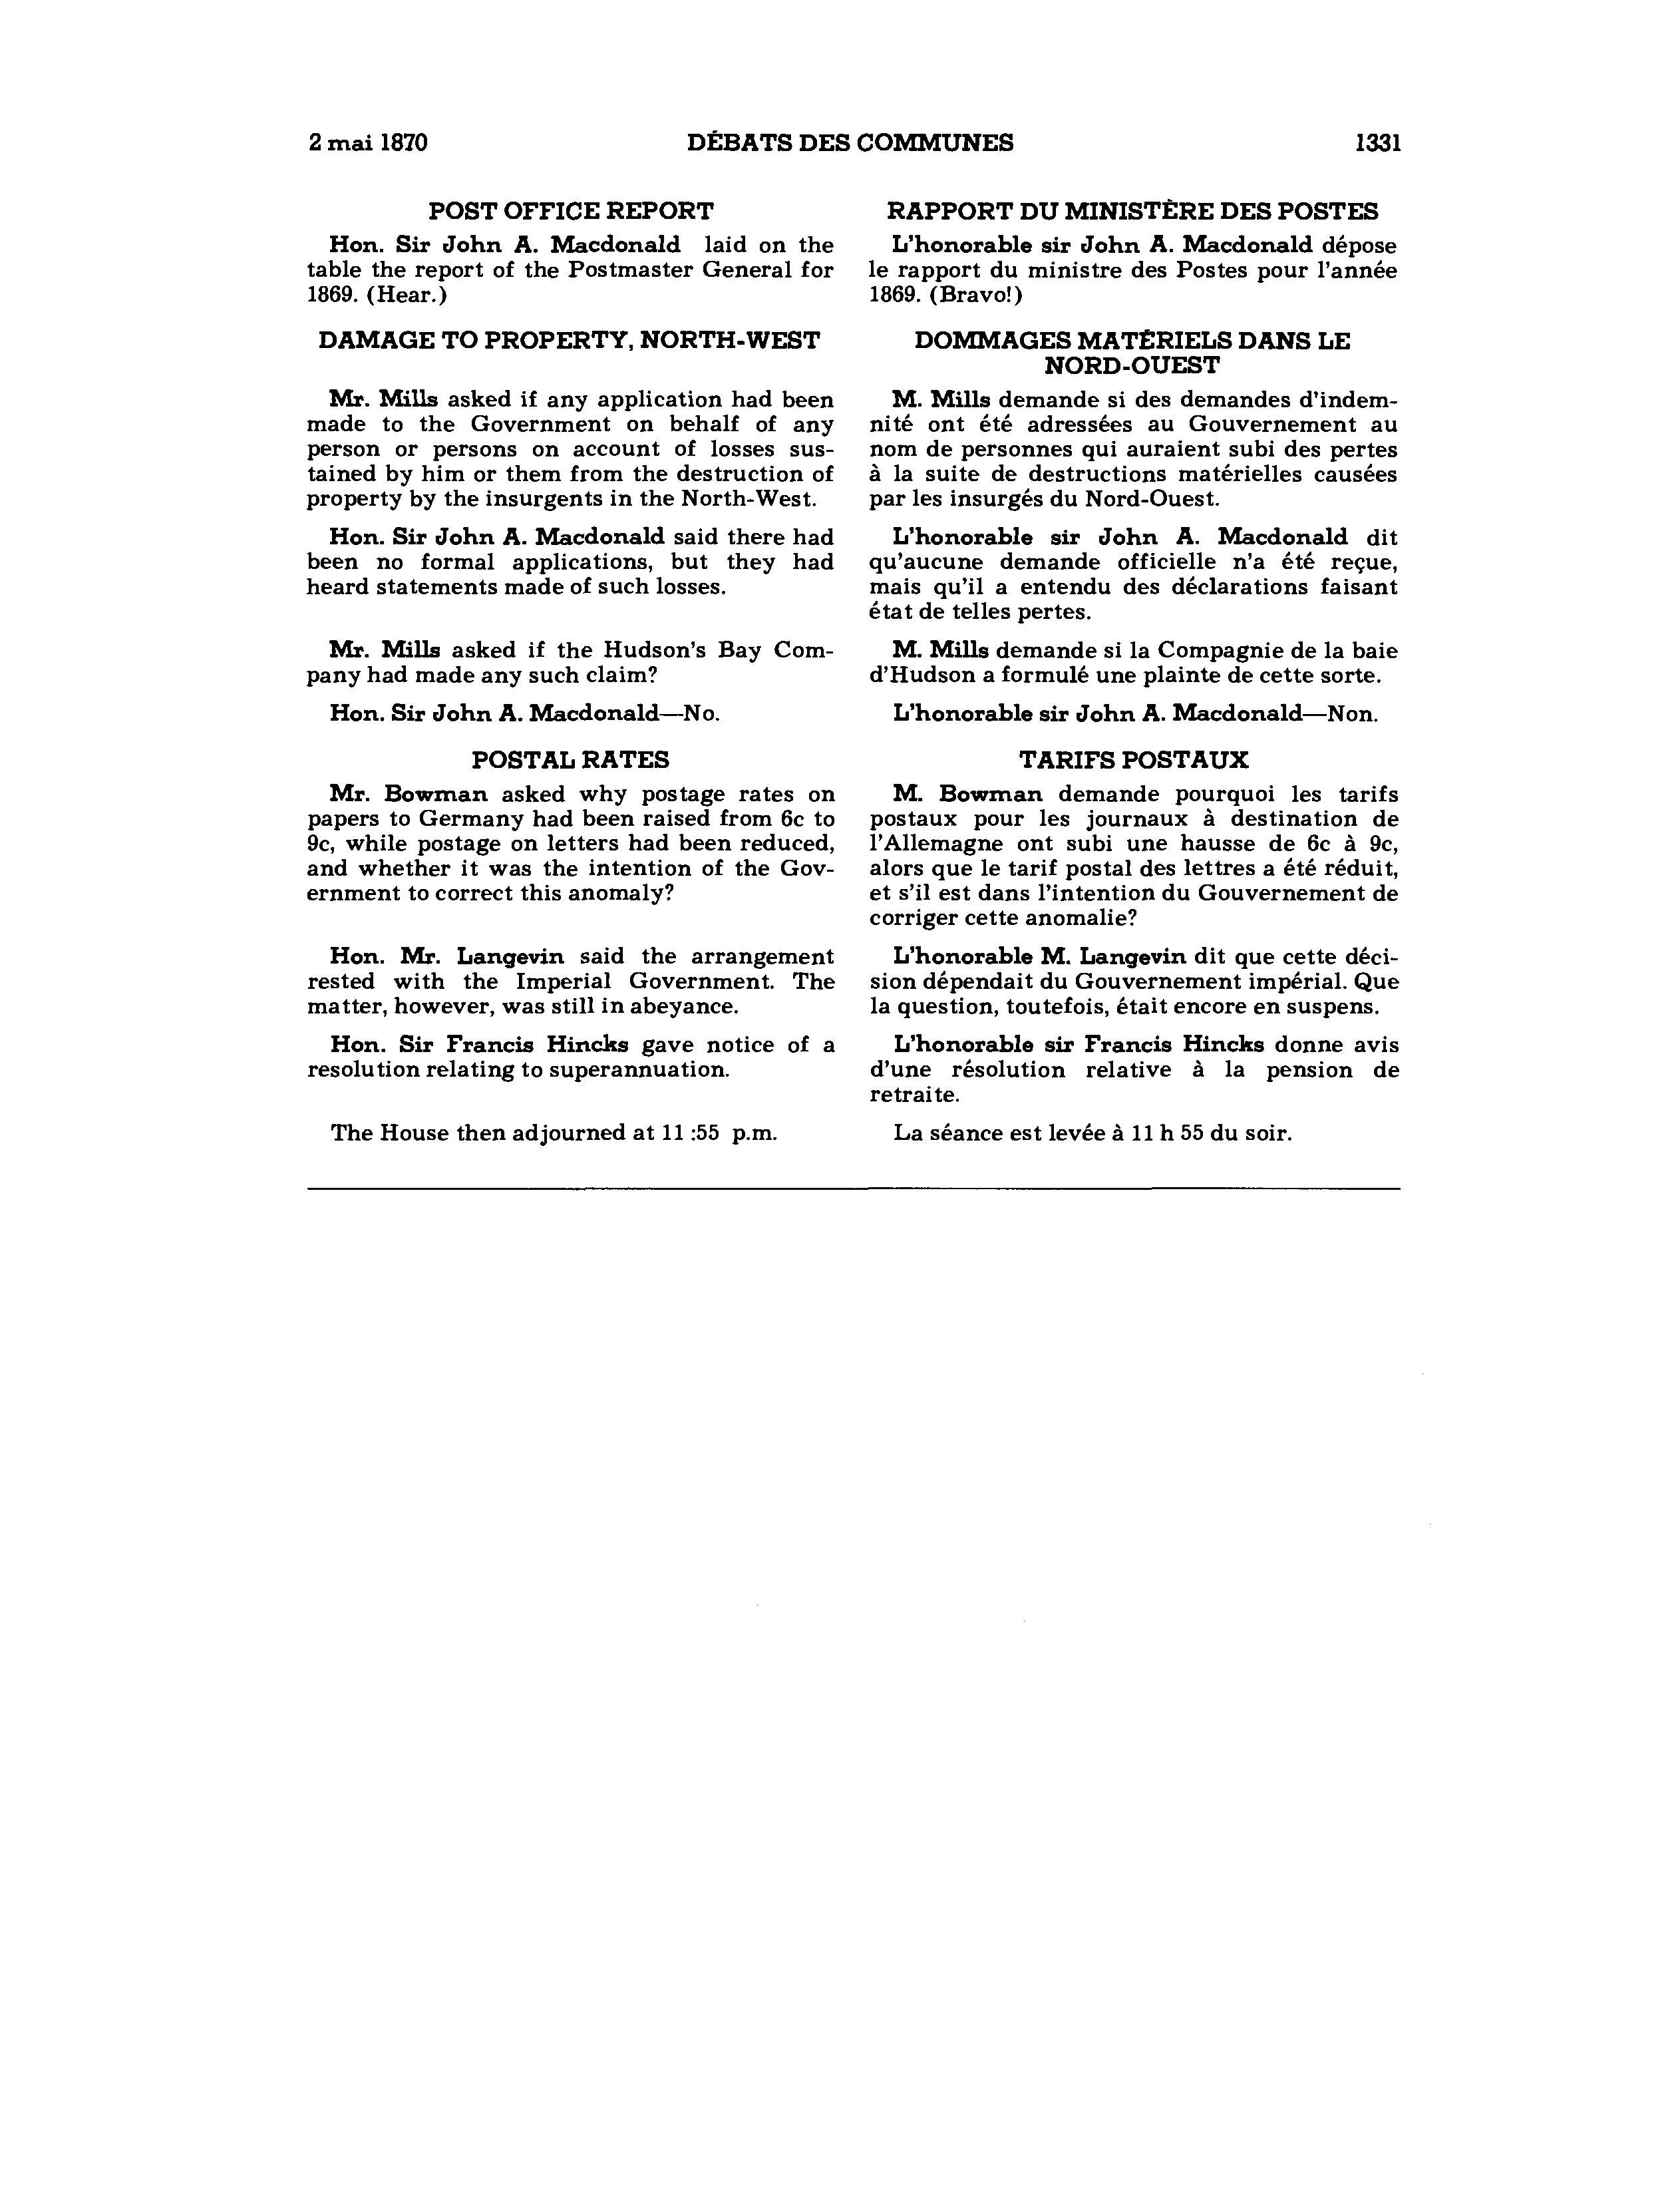 2 mai 1870 DÉBATS DES COMMUNES 1331
POST OFFICE REPORT
Hon. Sir John A. Macdonald laid on the
table the report of the Postmaster General for
1869. (Hear.)
DAMAGE TO PROPERTY, NORTH-WEST
Mr. Mills asked if any application had been
made to the Government on behalf of any
person or persons on account of losses sus-
tained by him or them from the destruction of
property by the insurgents in the North-West.
Hon. Sir John A. Macdonald said there had
been no formal applications, but they had
heard statements made of such losses.
Mr. Mills asked if the Hudson's Bay Com-
pany had made any such claim?
Hon. Sir John A. Macdonald—No.
POSTAL RATES
Mr. Bowman asked why postage rates on
papers to Germany had been raised from 6c to
9c, while postage on letters had been reduced,
and whether it was the intention of the Gov-
ernment to correct this anomaly?
Hon. Mr. Langevin said the arrangement
rested with the Imperial Government. The
matter, however, was still in abeyance.
Hon. Sir Francis Hincks gave notice of a
resolution relating to superannuation.
The House then adjourned at 11 :55 p.m.
RAPPORT DU MINISTÈRE DES POSTES
L'honorable sir John A. Macdonald dépose
le rapport du ministre des Postes pour l'année
1869. (Bravo!)
DOMMAGES MATÉRIELS DANS LE
NORD-OUEST
M. Mills demande si des demandes d'indem-
nité ont été adressées au Gouvernement au
nom de personnes qui auraient subi des pertes
à la suite de destructions matérielles causées
par les insurgés du Nord-Ouest.
L'honorable sir John A. Macdonald dit
qu'aucune demande officielle n'a été reçue,
mais qu'il a entendu des déclarations faisant
état de telles pertes.
M. Mills demande si la Compagnie de la baie
d'Hudson a formulé une plainte de cette sorte.
L'honorable sir John A. Macdonald—Non.
TARIFS POSTAUX
M. Bowman demande pourquoi les tarifs
postaux pour les journaux à destination de
l'Allemagne ont subi une hausse de 6c à 9c,
alors que le tarif postal des lettres a été réduit,
et s'il est dans l'intention du Gouvernement de
corriger cette anomalie?
L'honorable M. Langevin dit que cette déci-
sion dépendait du Gouvernement impérial. Que
la question, toutefois, était encore en suspens.
L'honorable sir Francis Hincks donne avis
d'une résolution relative à la pension de
retraite.
La séance est levée à 11 h 55 du soir.